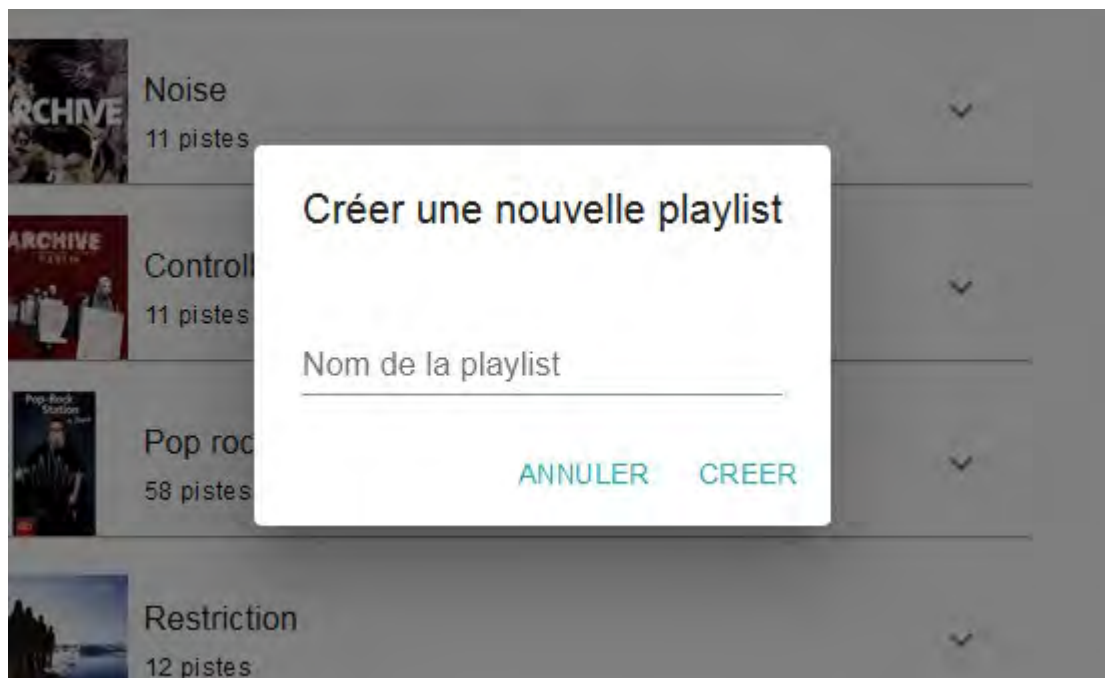 RCHIVE
Noise
11 pistes
Créer une nouvelle playlist
ARCHIVE
Controll
11 pistes
Nom de la playlist
Pop-Rock
Station
Pop roc
58 pistes
ANNULER CREER
Restriction
12 pistes